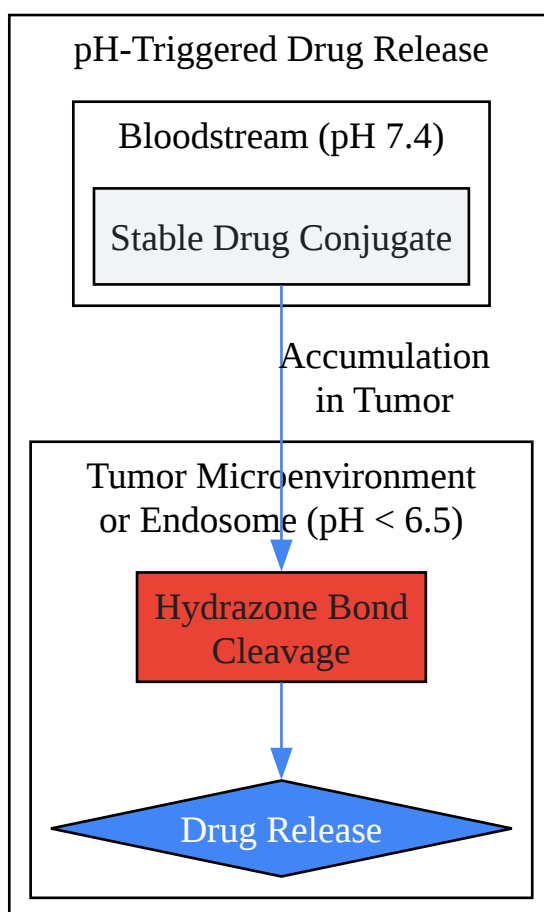 pH-Triggered Drug Release
Bloodstream (pH 7.4)
Stable Drug Conjugate
Accumulation
in Tumor
Tumor Microenvironment
or Endosome (pH < 6.5)
Hydrazone Bond
Cleavage
Drug Release